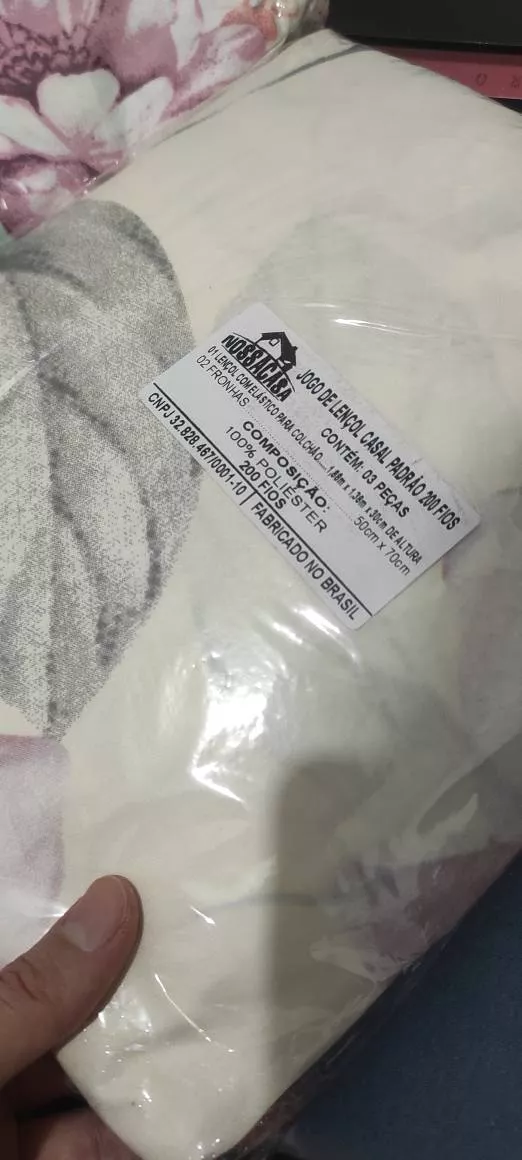 NOSSACASA
JOGO DE LENÇOL CASAL PADRÃO 200 FIOS
CONTÉM: 03 PEÇAS
01 LENÇOL COM ELÁSTICO PARA COLCHÃO....1,88m x 1,38m x 30cm DE ALTURA
02 FRONHAS......50cm x 70cm
COMPOSIÇÃO:
100% POLIÉSTER
200 FIOS
CNPJ 32.828.467/0001-10 | FABRICADO NO BRASIL